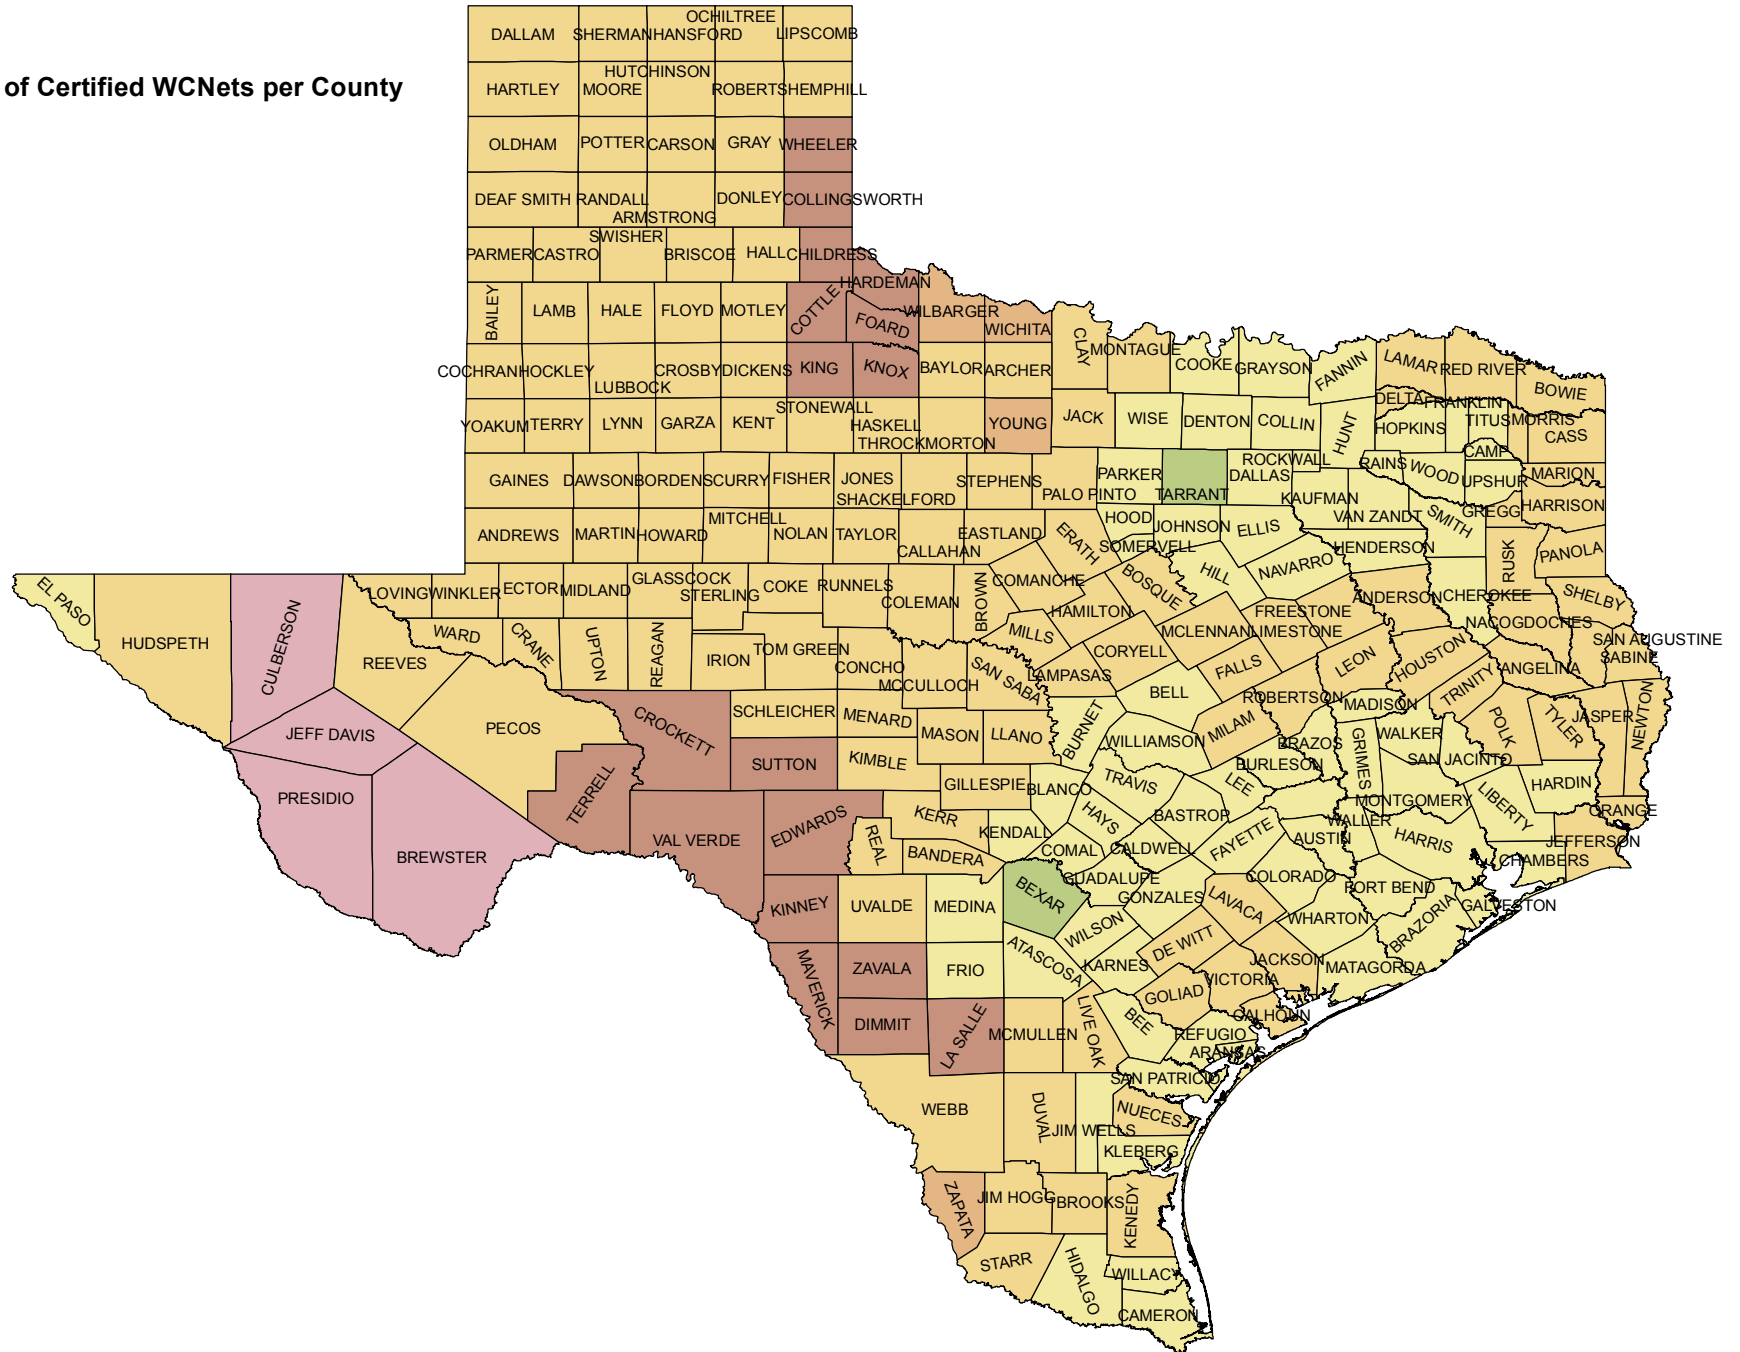 of Certified WCNets per County
OCHILTREE
DALLAM SHERMAN HANSFORD LIPSCOMB
HUTCHINSON
HARTLEY MOORE ROBERTS HEMPHILL
OLDHAM POTTER CARSON GRAY WHEELER
DEAF SMITH RANDALL DONLEY COLLINGSWORTH
ARMSTRONG
SWISHER
PARMER CASTRO BRISCOE HALL CHILDRESS
HARDEMAN
BAILEY LAMB HALE FLOYD MOTLEY COTTLE FOARD WILBARGER WICHITA
CLAY MONTAGUE COOKE GRAYSON FANNIN LAMAR RED RIVER BOWIE
COCHRAN HOCKLEY CROSBY DICKENS KING KNOX BAYLOR ARCHER
LUBBOCK
DELTA FRANKLIN
STONEWALL
YOAKUM TERRY LYNN GARZA KENT HASKELL YOUNG JACK WISE DENTON COLLIN HUNT HOPKINS TITUS MORRIS CASS
THROCKMORTON
CAMP
ROCKWALL
GAINES DAWSON BORDEN SCURRY FISHER JONES STEPHENS PARKER DALLAS RAINS WOOD UPSHUR MARION
SHACKELFORD PALO PINTO TARRANT KAUFMAN
HARRISON
GREGG
MITCHELL HOOD VAN ZANDT SMITH
ANDREWS MARTIN HOWARD NOLAN TAYLOR EASTLAND JOHNSON ELLIS
CALLAHAN ERATH SOMERVELL HENDERSON RUSK PANOLA
EL PASO LOVING WINKLER ECTOR MIDLAND GLASSCOCK COKE RUNNELS
STERLING COLEMAN BROWN COMANCHE BOSQUE HILL NAVARRO ANDERSON CHEROKEE SHELBY
HAMILTON FREESTONE
NACOGDOCHES
HUDSPETH CULBERSON WARD CRANE UPTON REAGAN MILLS MCLENNAN LIMESTONE
SAN AUGUSTINE
REEVES IRION TOM GREEN CONCHO CORYELL FALLS LEON HOUSTON SABINE
SAN SABA LAMPASAS ANGELINA
MCCULLOCH BELL TRINITY
ROBERTSON MADISON
JEFF DAVIS PECOS CROCKETT SCHLEICHER MENARD MASON LLANO BURNET MILAM POLK TYLER JASPER NEWTON
WILLIAMSON BRAZOS GRIMES WALKER
SUTTON KIMBLE BURLESON SAN JACINTO
PRESIDIO TERRELL GILLESPIE BLANCO TRAVIS LEE LIBERTY HARDIN
MONTGOMERY ORANGE
VAL VERDE EDWARDS KERR HAYS BASTROP WALLER
REAL KENDALL FAYETTE AUSTIN HARRIS JEFFERSON
BREWSTER BANDERA COMAL CALDWELL CHAMBERS
BEXAR GUADALUPE COLORADO FORT BEND
KINNEY UVALDE MEDINA GONZALES LAVACA WHARTON BRAZORIA GALVESTON
WILSON
MAVERICK ZAVALA FRIO ATASCOSA KARNES DE WITT JACKSON MATAGORDA
VICTORIA
GOLIAD
DIMMIT LA SALLE MCMULLEN LIVE OAK BEE CALHOUN
REFUGIO
ARANSAS
SAN PATRICIO
WEBB DUVAL NUECES
JIM WELLS
KLEBERG
ZAPATA JIM HOGG BROOKS KENEDY
STARR HIDALGO WILLACY
CAMERON